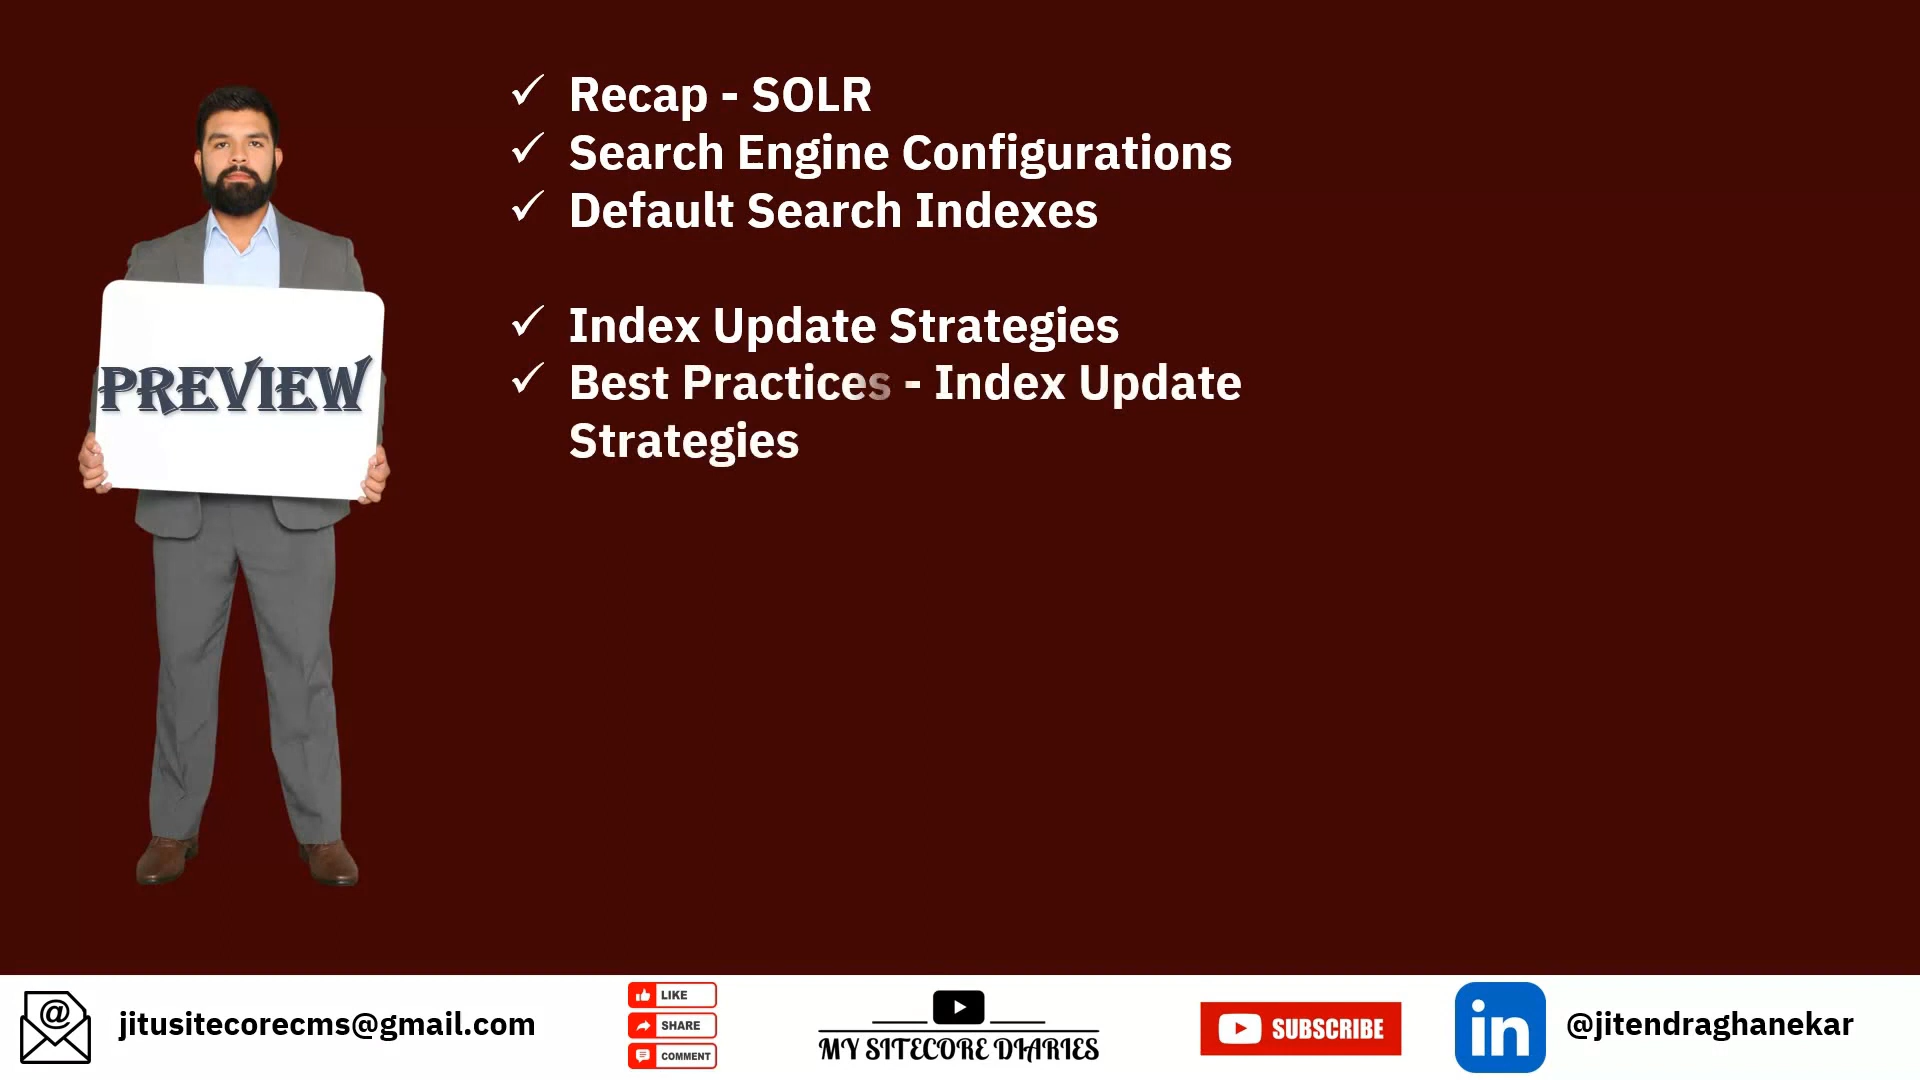 Recap - SOLR
Search Engine Configurations
Default Search Indexes
Index Update Strategies
Best Practices - Index Update
Strategies
PREVIEW
jitusitecorecms@gmail.com
LIKE
SHARE
COMMENT
MY SITECORE DIARIES
SUBSCRIBE
in
@jitendraghanekar